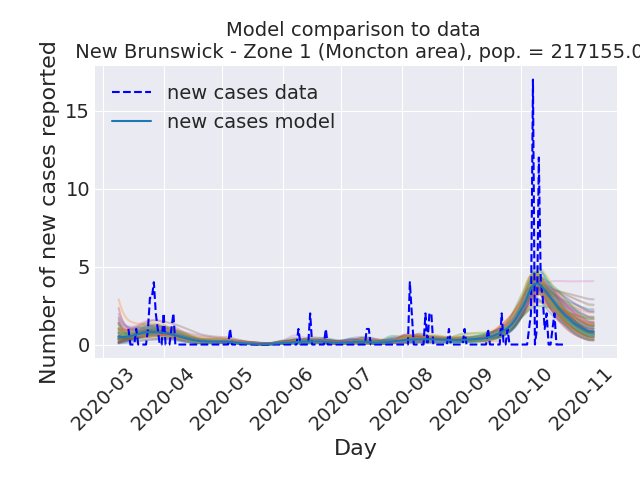 Model comparison to data
New Brunswick - Zone 1 (Moncton area), pop. = 217155.0
Number of new cases reported
new cases data
new cases model
15
10
5
0
2020-03
2020-04
2020-05
2020-06
2020-07
2020-08
2020-09
2020-10
2020-11
Day